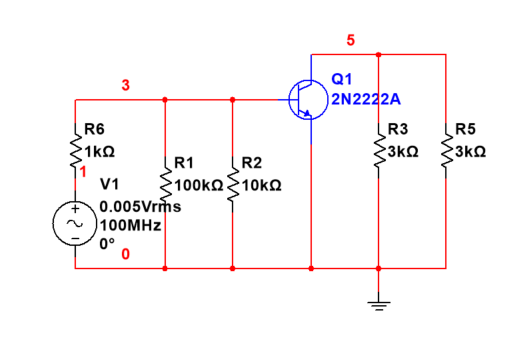 5
3
Q1
2N2222A
R6
1kΩ
1
V1
0.005Vrms
100MHz
0°
0
R1
100kΩ
R2
10kΩ
R3
3kΩ
R5
3kΩ